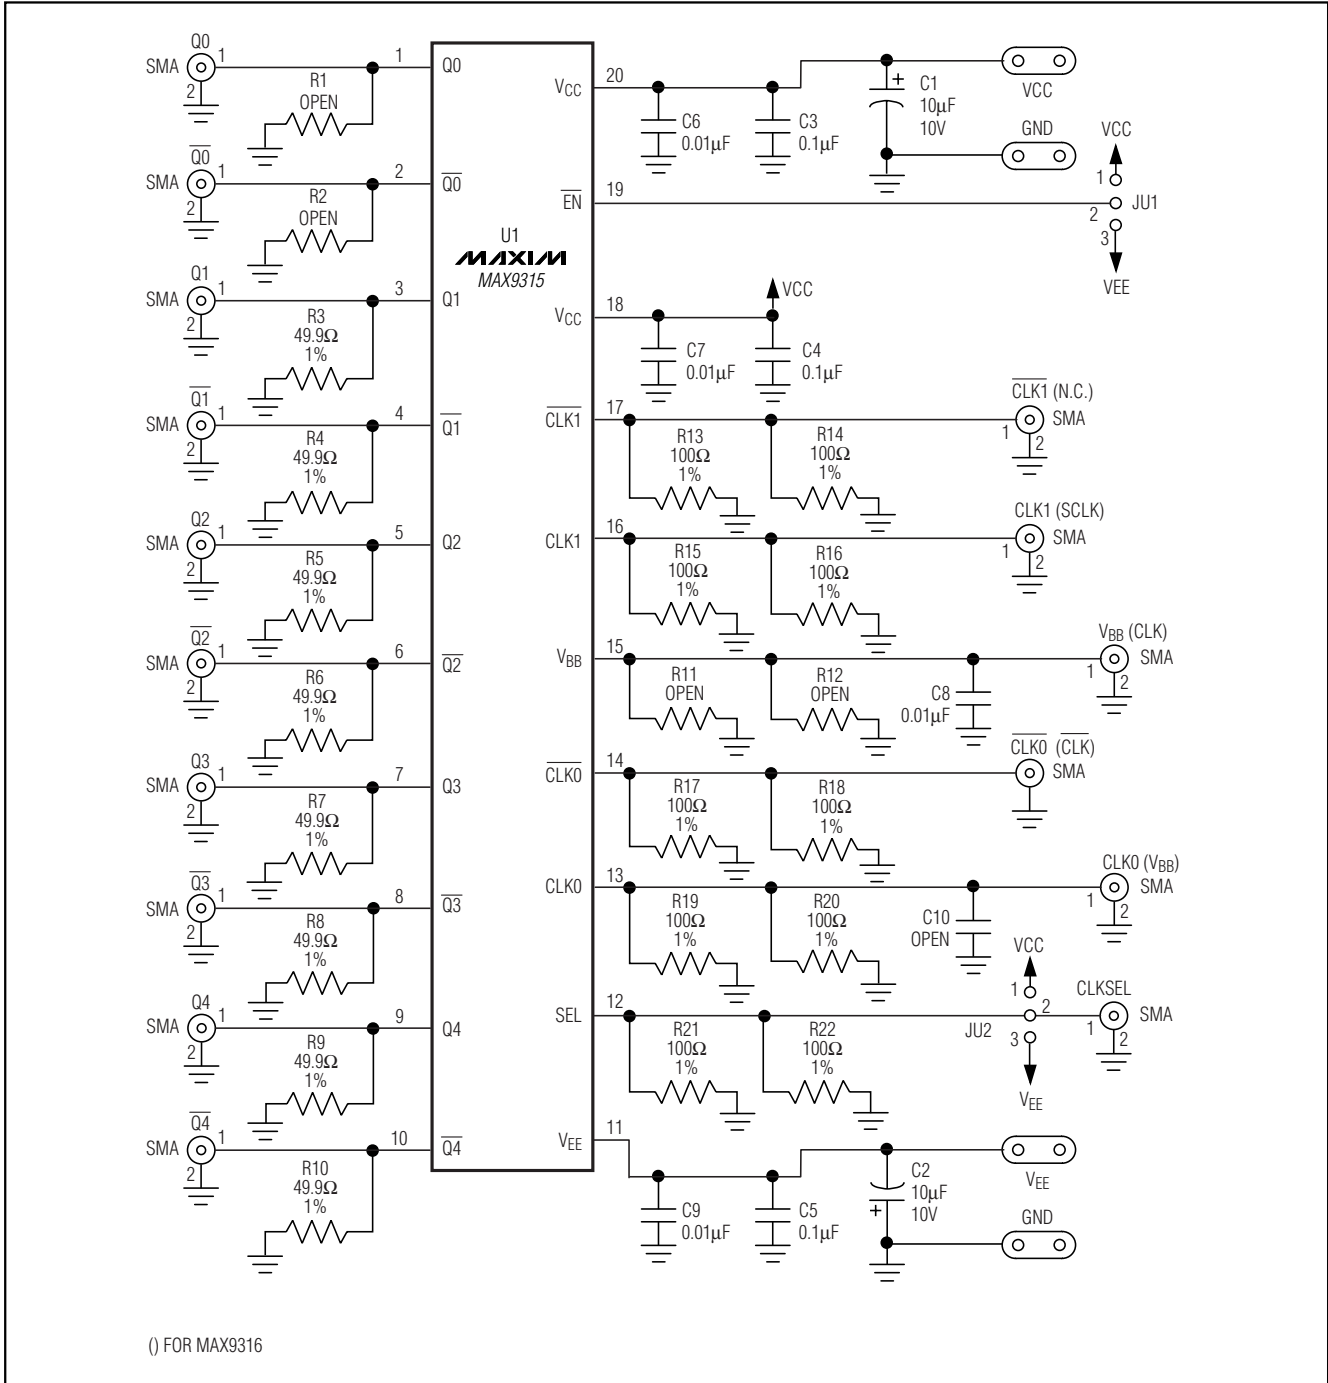 Q0
SMA 1 2
R1
OPEN
1 Q0
Q0
SMA 1 2
R2
OPEN
2 Q0
Q1
SMA 1 2
R3
49.9Ω
1%
3 Q1
Q1
SMA 1 2
R4
49.9Ω
1%
4 Q1
Q2
SMA 1 2
R5
49.9Ω
1%
5 Q2
Q2
SMA 1 2
R6
49.9Ω
1%
6 Q2
Q3
SMA 1 2
R7
49.9Ω
1%
7 Q3
Q3
SMA 1 2
R8
49.9Ω
1%
8 Q3
Q4
SMA 1 2
R9
49.9Ω
1%
9 Q4
Q4
SMA 1 2
R10
49.9Ω
1%
10 Q4
U1
MAXIM
MAX9315
VCC 20
C6
0.01µF
C3
0.1µF
+ C1
10µF
10V
VCC
GND
EN 19
VCC
1
2 JU1
3
VEE
VCC 18
VCC
C7
0.01µF
C4
0.1µF
CLK1 17
R13
100Ω
1%
R14
100Ω
1%
CLK1 (N.C.)
1 2 SMA
CLK1 16
R15
100Ω
1%
R16
100Ω
1%
CLK1 (SCLK)
1 2 SMA
VBB 15
R11
OPEN
R12
OPEN
C8
0.01µF
VBB (CLK)
1 2 SMA
CLK0 14
R17
100Ω
1%
R18
100Ω
1%
CLK0 (CLK)
SMA
CLK0 13
R19
100Ω
1%
R20
100Ω
1%
C10
OPEN
CLK0 (VBB)
1 2 SMA
SEL 12
R21
100Ω
1%
R22
100Ω
1%
VCC
1
2
JU2 3
VEE
CLKSEL
1 2 SMA
VEE 11
C9
0.01µF
C5
0.1µF
C2
10µF
10V
+
VEE
GND
() FOR MAX9316